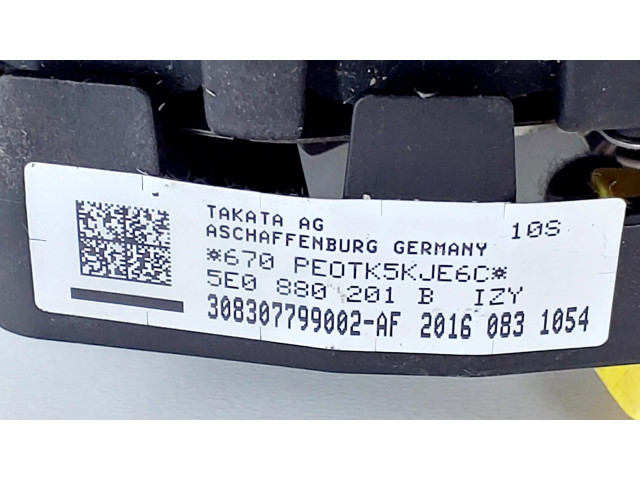 TAKATA AG 10S
ASCHAFFENBURG GERMANY
*670 PEOTK5KJE6C*
5E0 880 201 B IZY
308307799002-AF 2016 083 1054